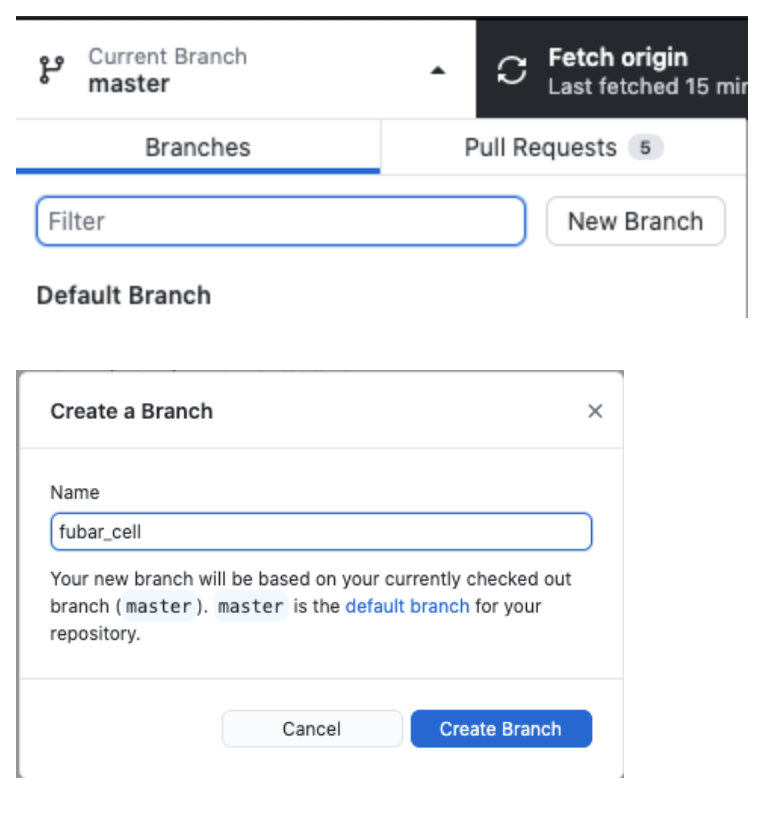 Current Branch
master
Fetch origin
Last fetched 15 min
Branches
Pull Requests 5
Filter
New Branch
Default Branch
Create a Branch
Name
fubar_cell
Your new branch will be based on your currently checked out
branch ( master ). master is the default branch for your
repository.
Cancel
Create Branch